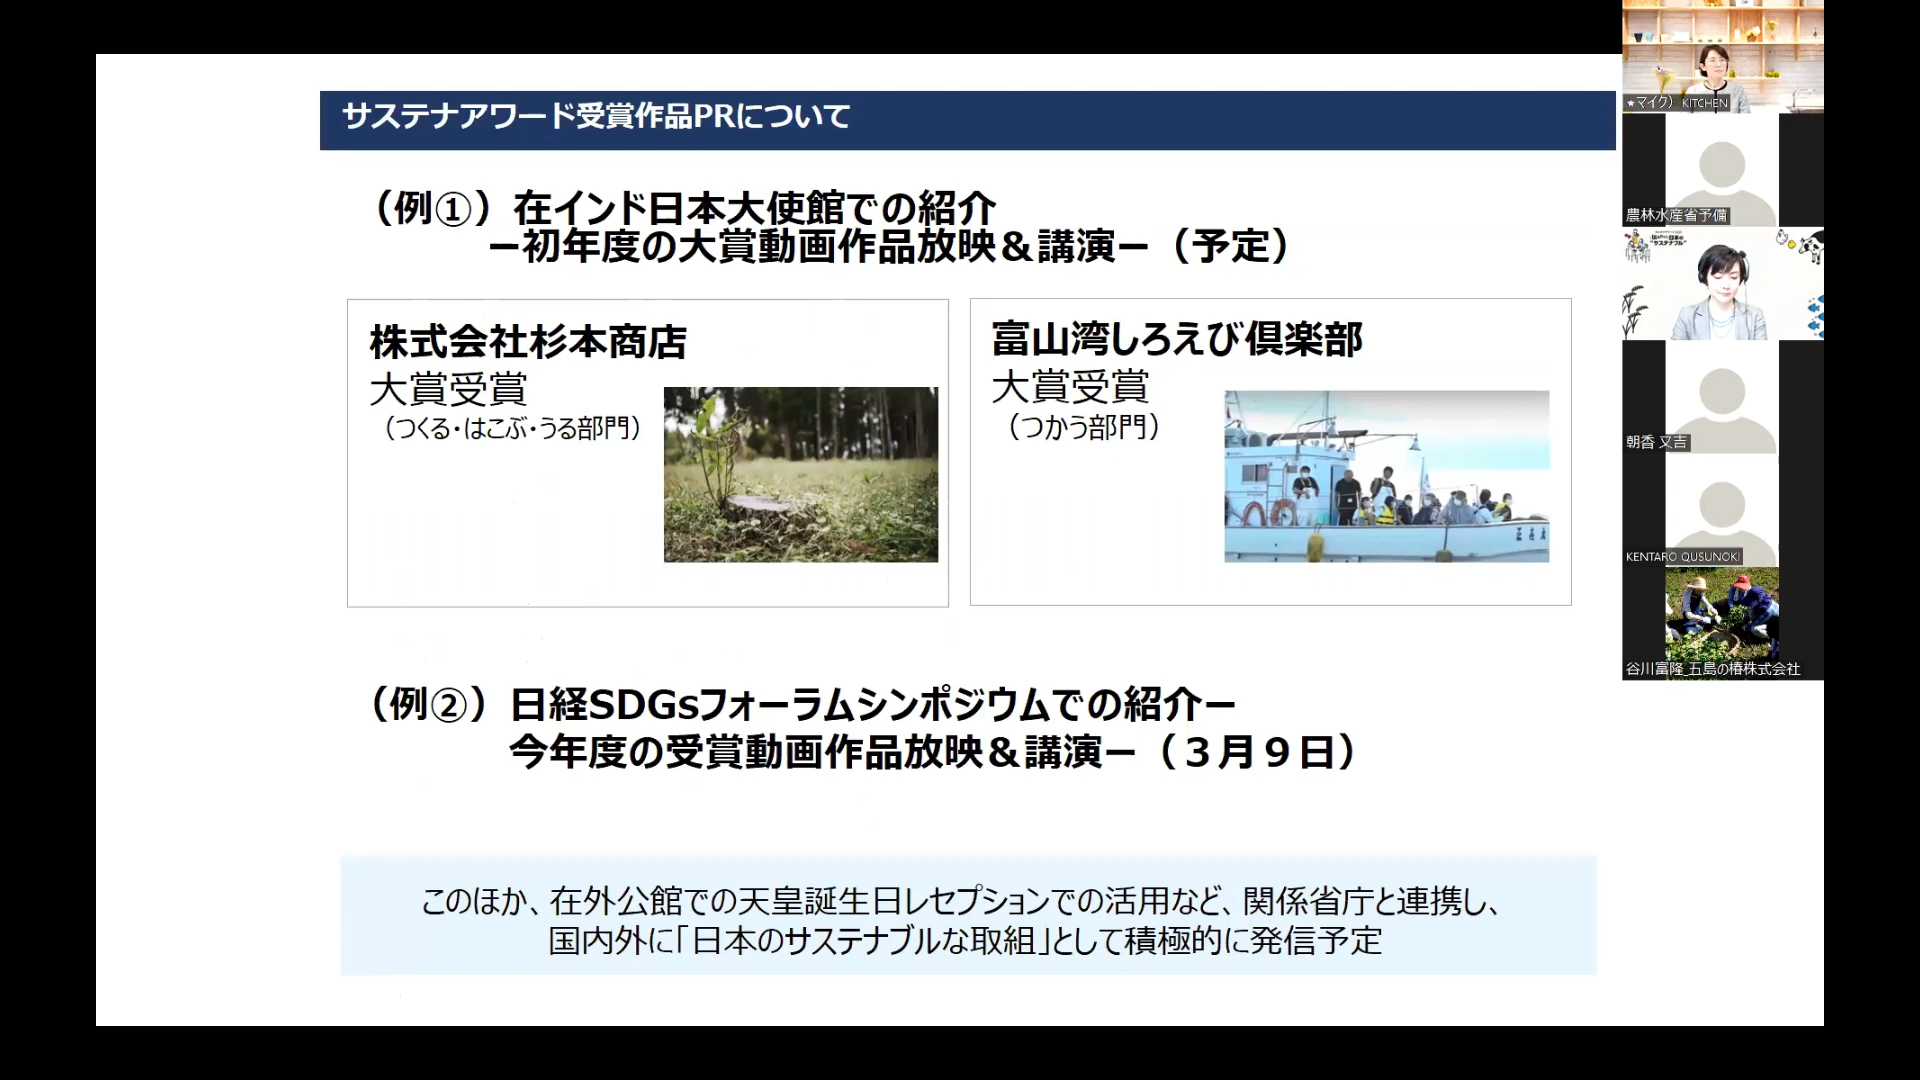 サステナアワード受賞作品PRについて
（例①）在インド日本大使館での紹介
ー初年度の大賞動画作品放映＆講演ー（予定）
株式会社杉本商店
大賞受賞
（つくる・はこぶ・うる部門）
富山湾しろえび倶楽部
大賞受賞
（つかう部門）
（例②）日経SDGsフォーラムシンポジウムでの紹介ー
今年度の受賞動画作品放映＆講演ー（３月９日）
このほか、在外公館での天皇誕生日レセプションでの活用など、関係省庁と連携し、
国内外に「日本のサステナブルな取組」として積極的に発信予定
★マイク） KITCHEN
農林水産省予備
朝香 又吉
KENTARO QUSUNOKI
谷川富隆_五島の椿株式会社